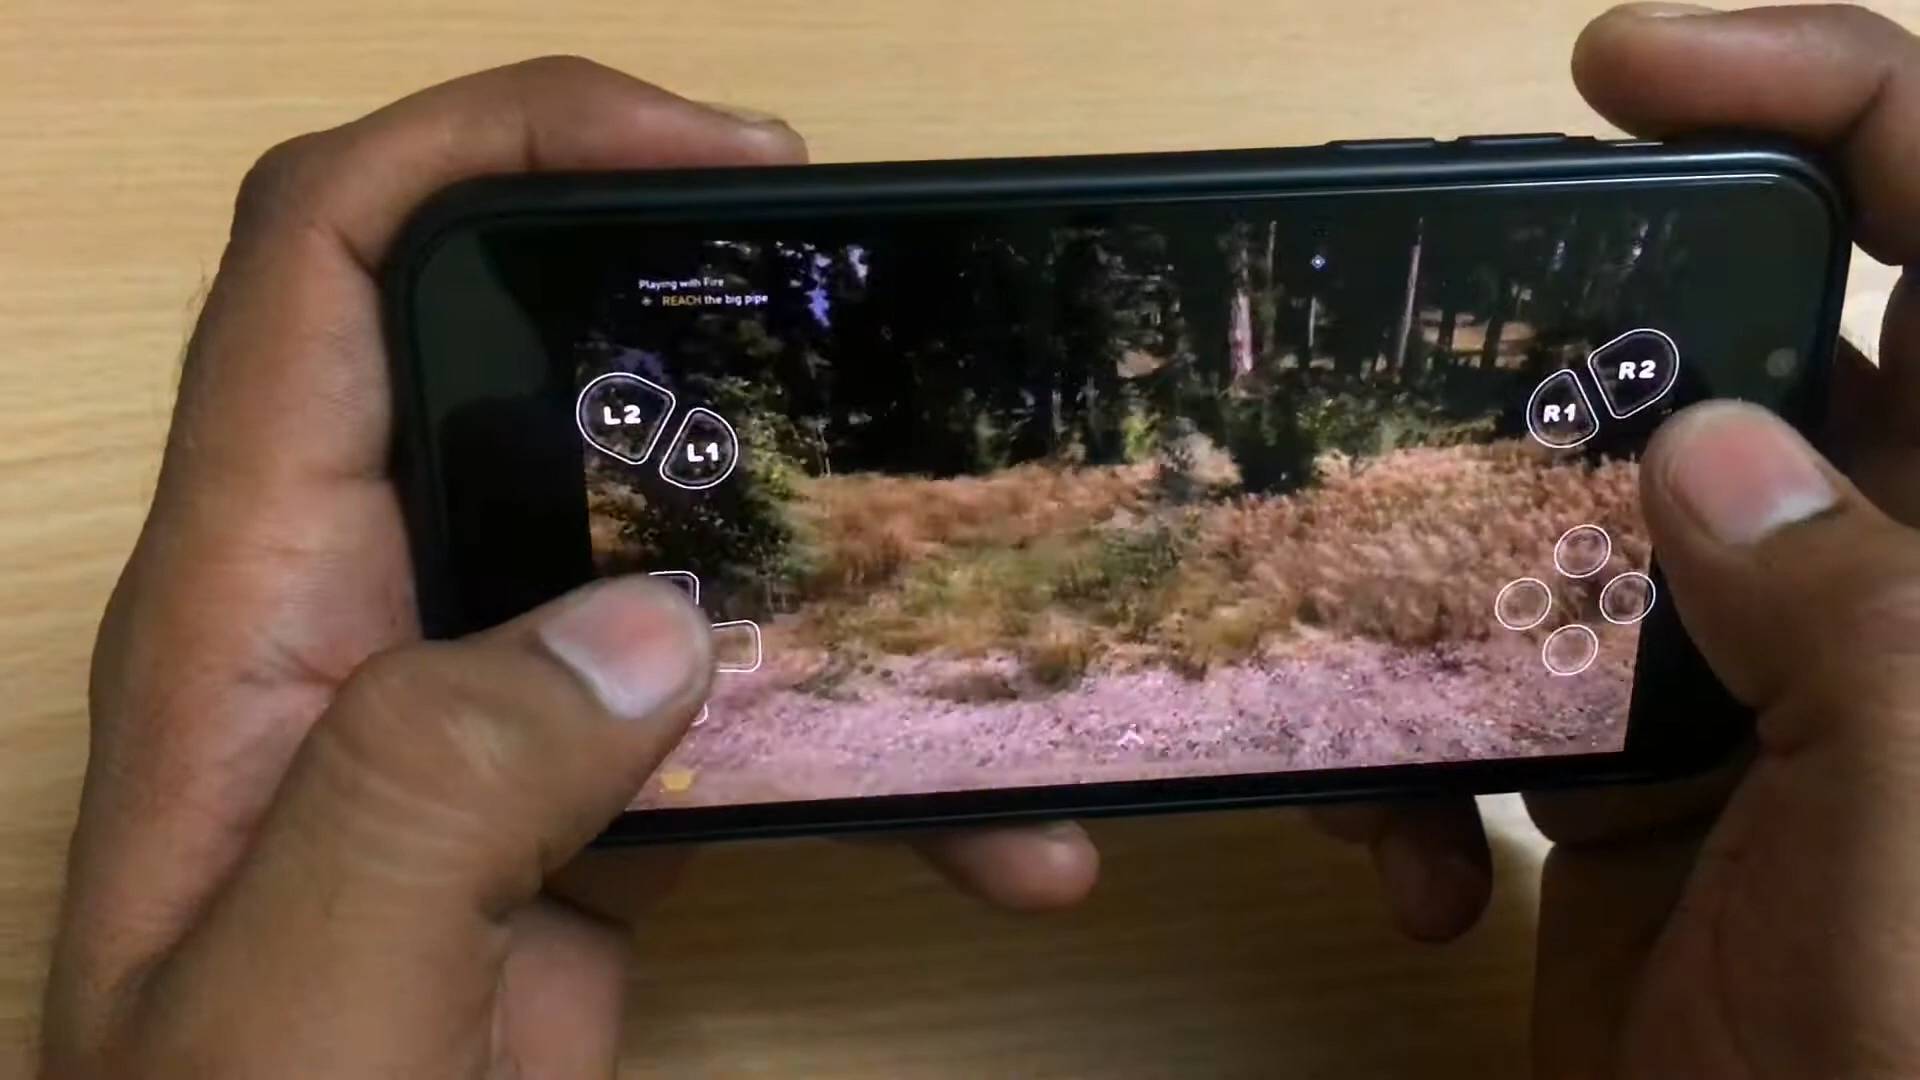 Playing with Fire
REACH the big pipe
L2
L1
R1
R2